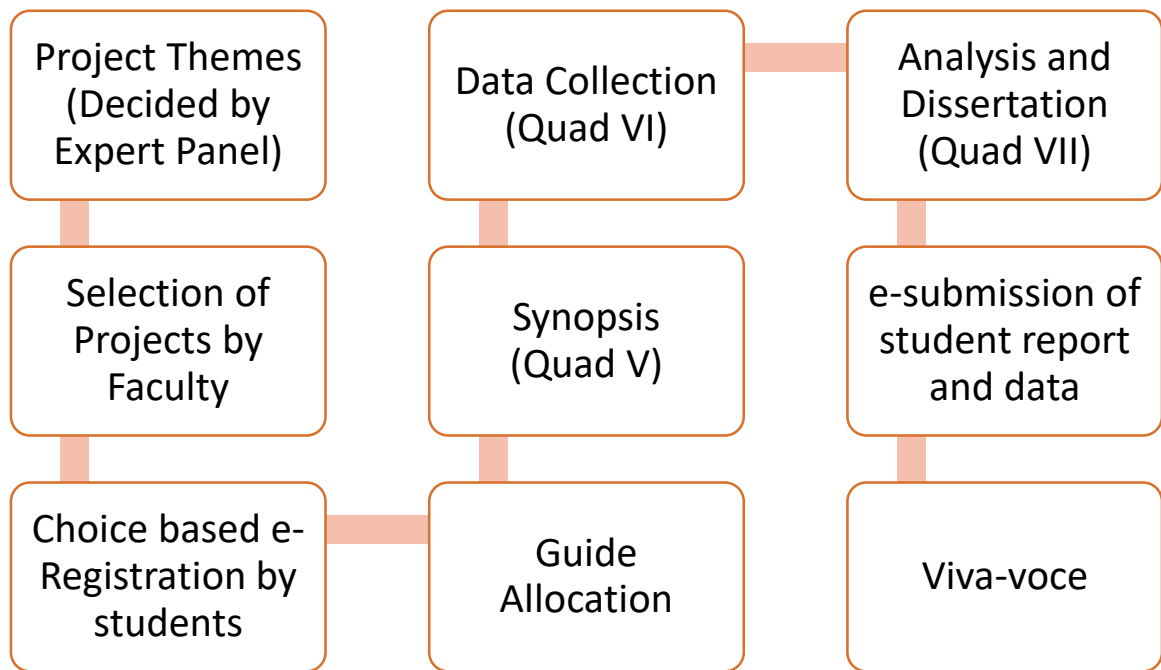 Project Themes
(Decided by
Expert Panel)
Selection of
Projects by
Faculty
Choice based e-
Registration by
students
Guide
Allocation
Synopsis
(Quad V)
Data Collection
(Quad VI)
Analysis and
Dissertation
(Quad VII)
e-submission of
student report
and data
Viva-voce